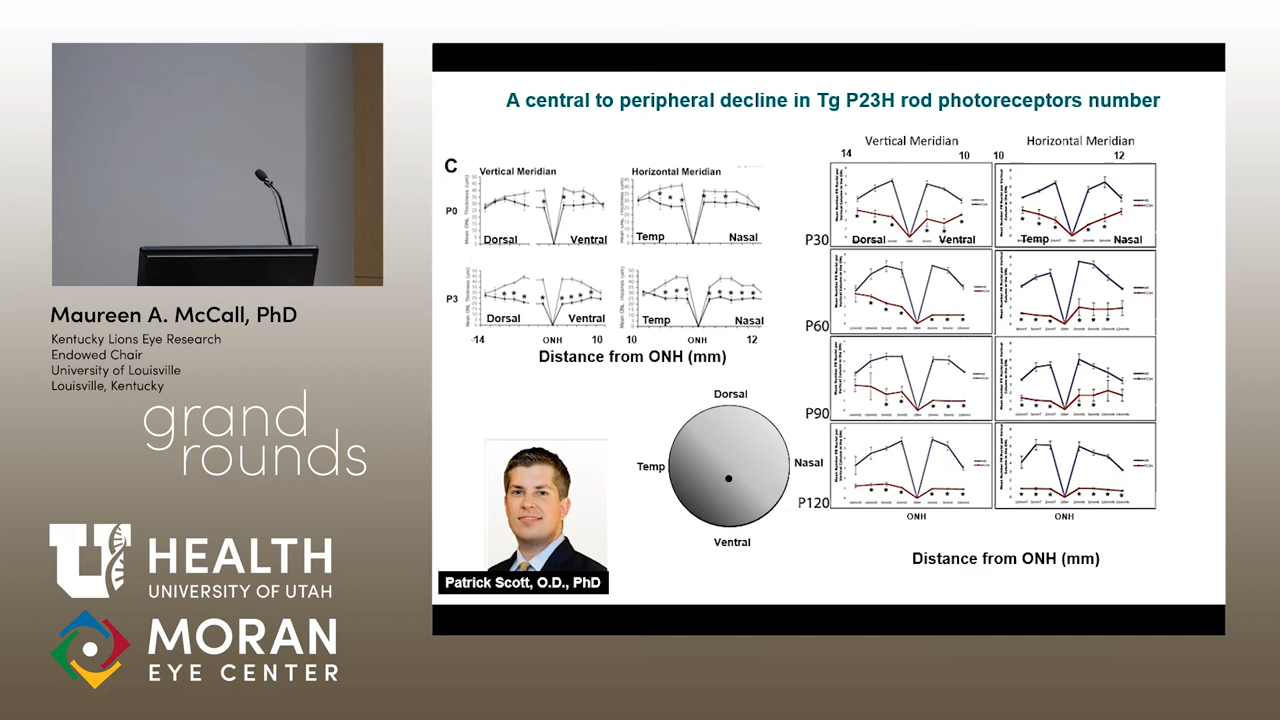 Maureen A. McCall, PhD
Kentucky Lions Eye Research
Endowed Chair
University of Louisville
Louisville, Kentucky
grand
rounds
U HEALTH
UNIVERSITY OF UTAH
MORAN
EYE CENTER
A central to peripheral decline in Tg P23H rod photoreceptors number
C
Vertical Meridian
Horizontal Meridian
P0
Dorsal
Ventral
Temp
Nasal
P3
Dorsal
Ventral
Temp
Nasal
-14
ONH
10
10
ONH
12
Distance from ONH (mm)
Dorsal
Temp
Nasal
Ventral
Patrick Scott, O.D., PhD
Vertical Meridian
Horizontal Meridian
14
10
10
12
P30
Dorsal
Ventral
Temp
Nasal
P60
P90
P120
ONH
ONH
Distance from ONH (mm)